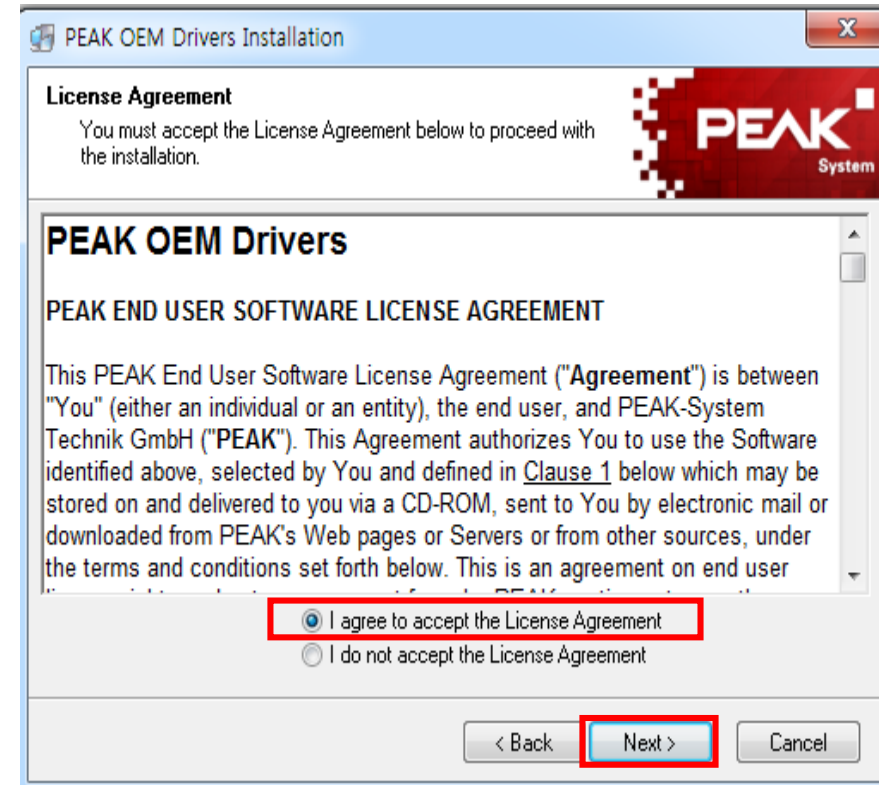 PEAK OEM Drivers Installation
License Agreement
You must accept the License Agreement below to proceed with
the installation.
PEAK
System
PEAK OEM Drivers
PEAK END USER SOFTWARE LICENSE AGREEMENT
This PEAK End User Software License Agreement ("Agreement") is between
"You" (either an individual or an entity), the end user, and PEAK-System
Technik GmbH ("PEAK"). This Agreement authorizes You to use the Software
identified above, selected by You and defined in Clause 1 below which may be
stored on and delivered to you via a CD-ROM, sent to You by electronic mail or
downloaded from PEAK's Web pages or Servers or from other sources, under
the terms and conditions set forth below. This is an agreement on end user
I agree to accept the License Agreement
I do not accept the License Agreement
< Back
Next >
Cancel